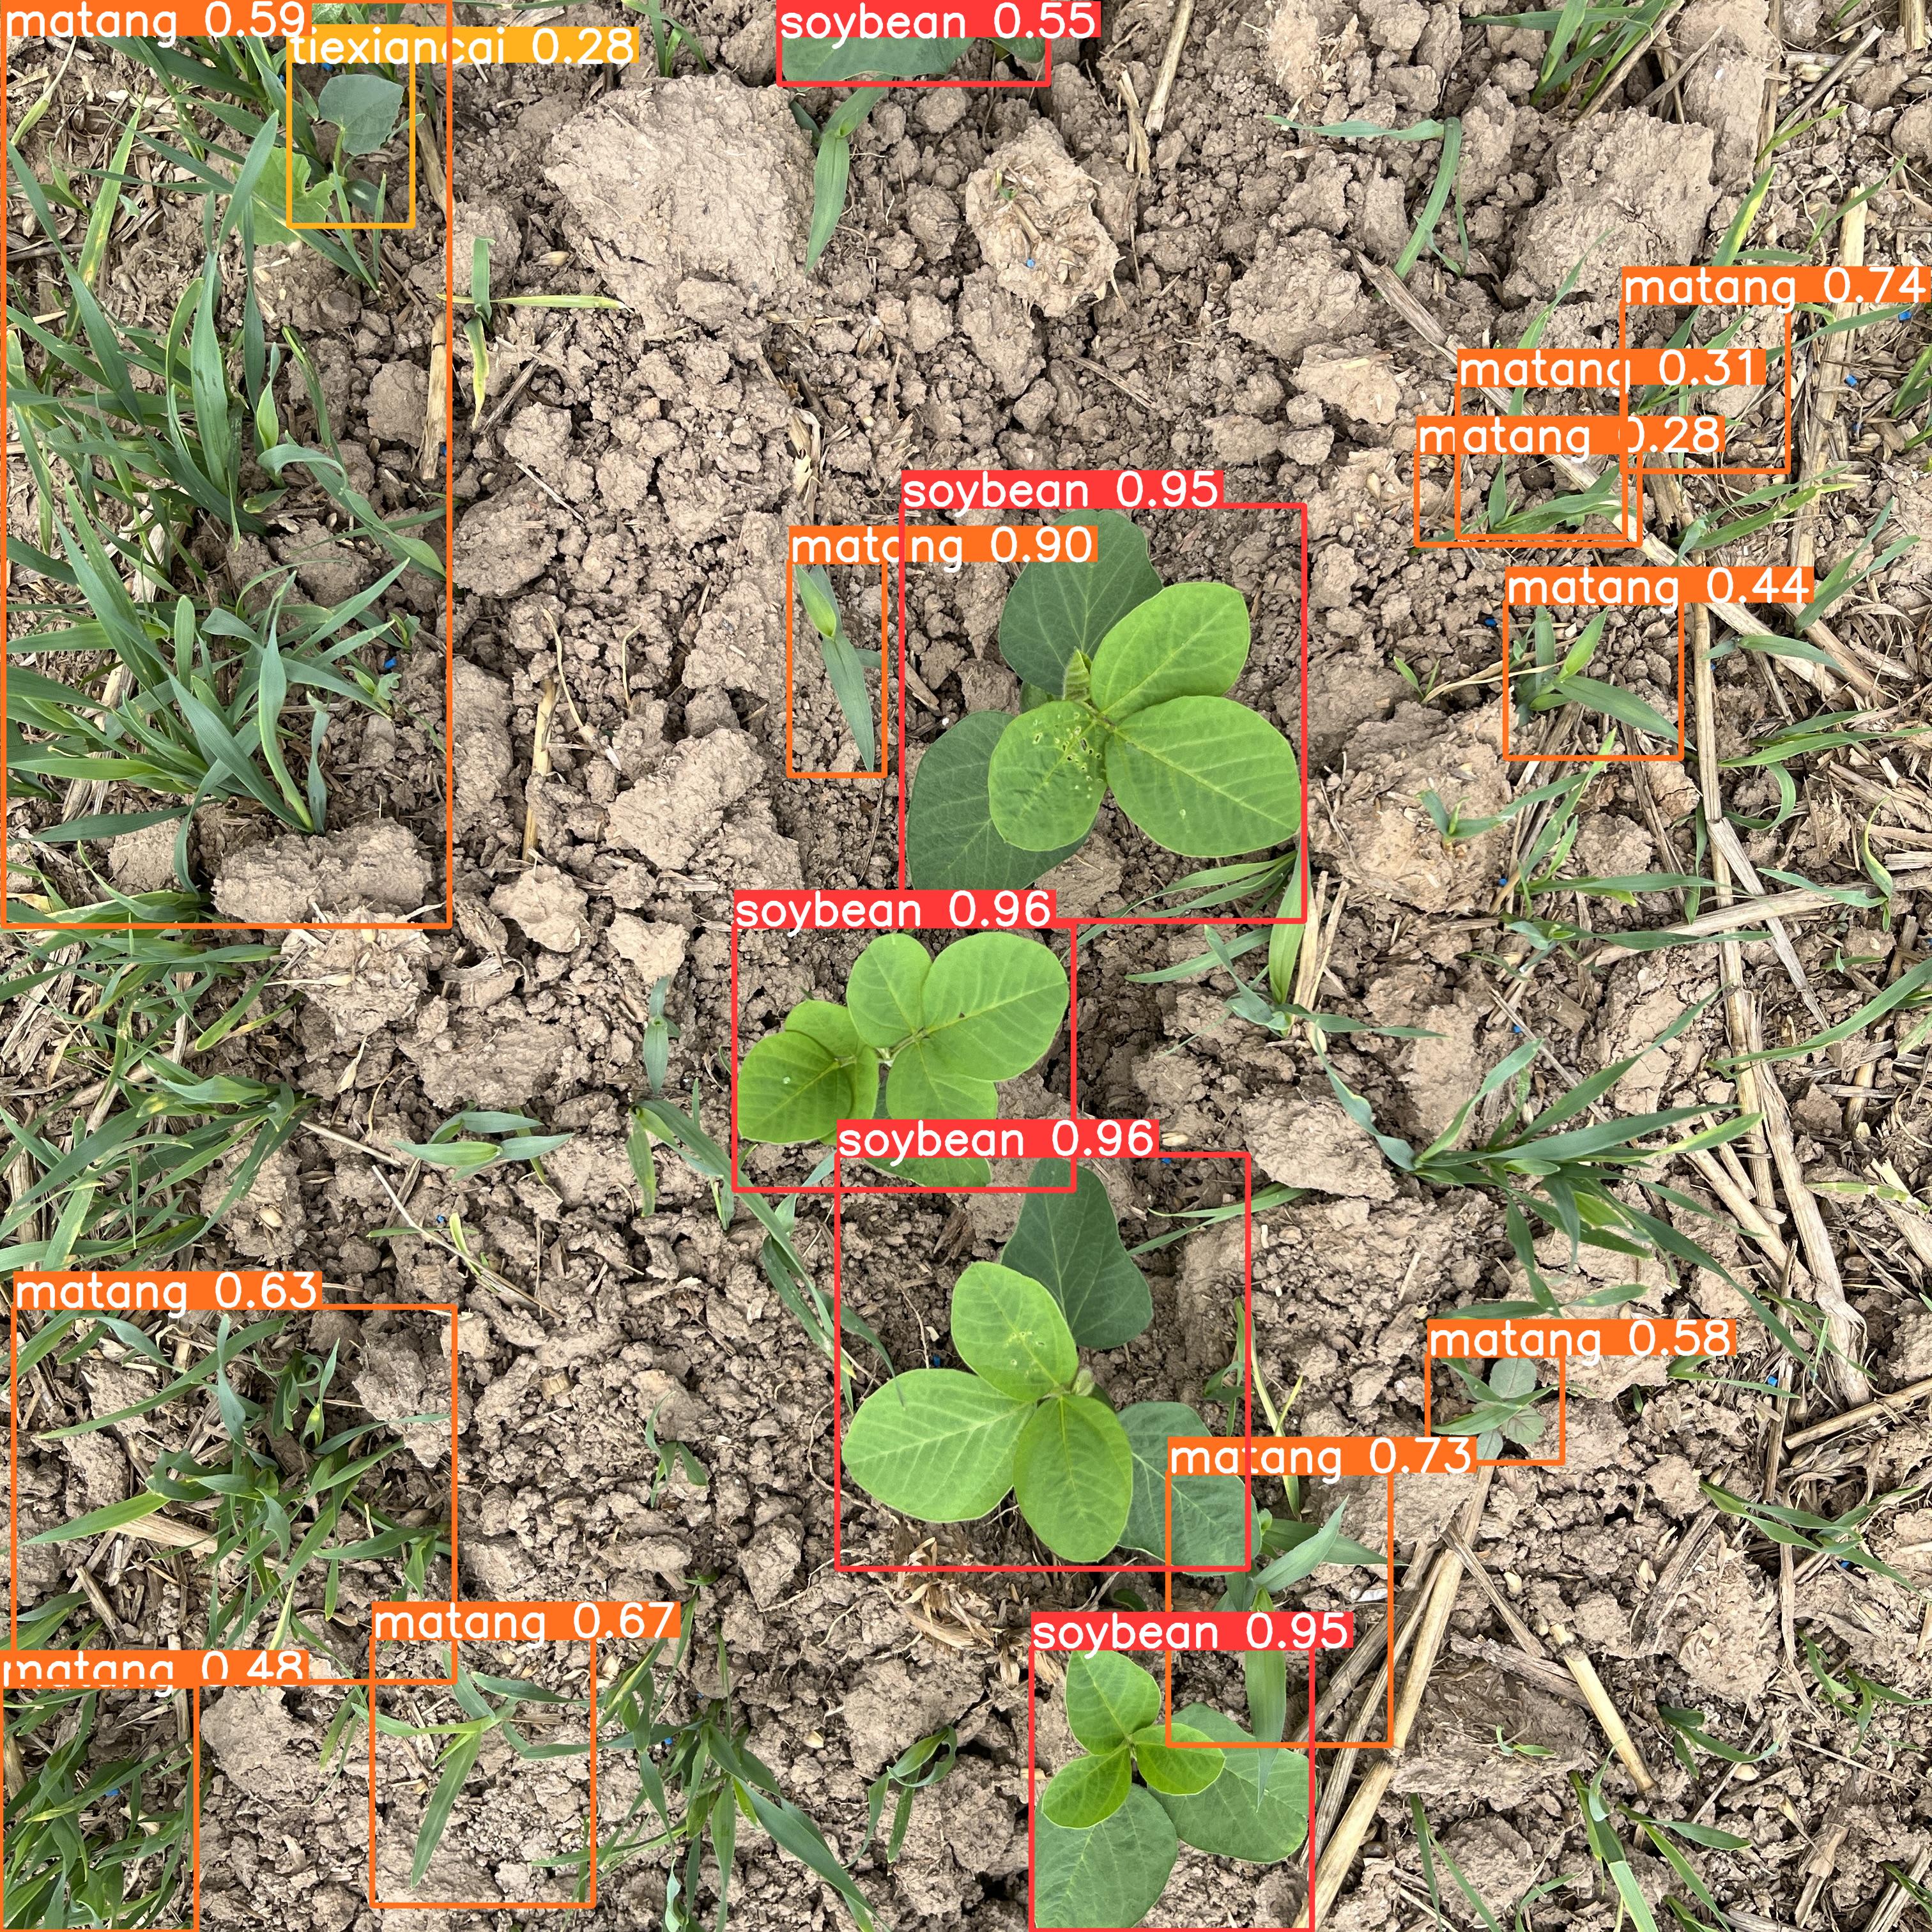 matang 0.59
tiexiancai 0.28
soybean 0.55
matang 0.74
matang 0.31
matang 0.28
soybean 0.95
matang 0.90
matang 0.44
soybean 0.96
soybean 0.96
matang 0.63
matang 0.58
matang 0.73
matang 0.67
soybean 0.95
matang 0.48